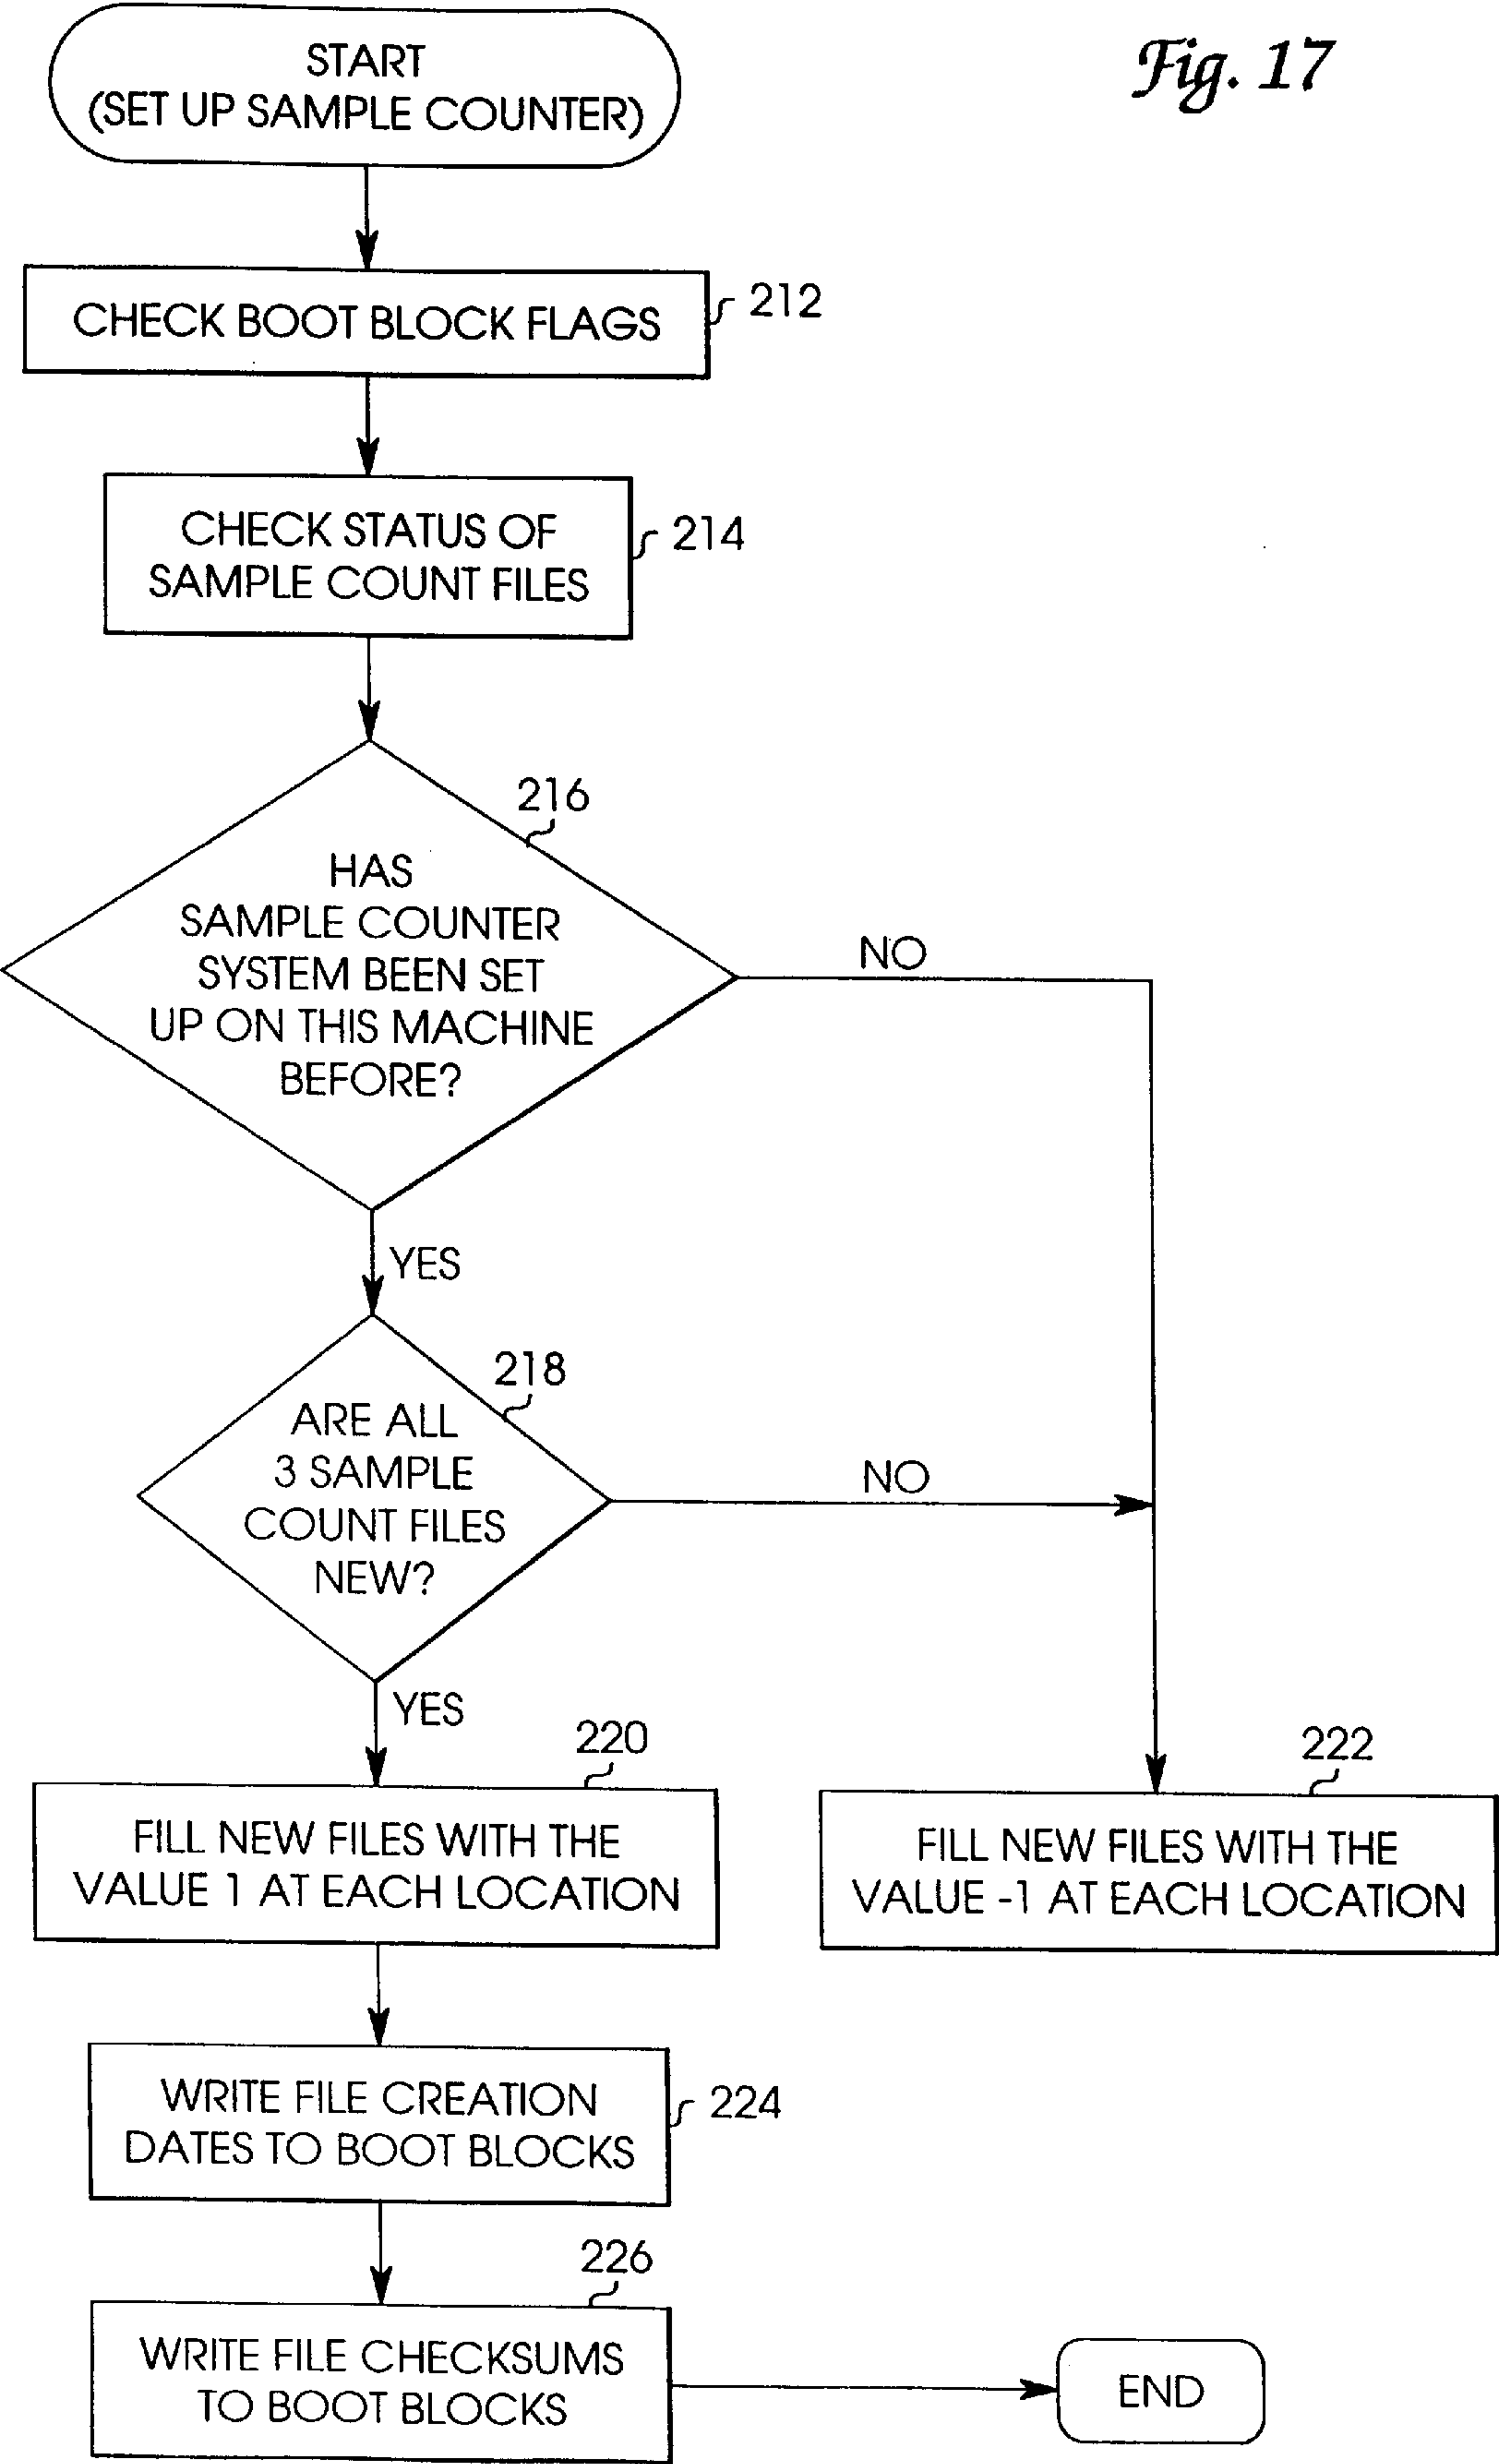 Fig. 17
START
(SET UP SAMPLE COUNTER)
CHECK BOOT BLOCK FLAGS
212
CHECK STATUS OF
SAMPLE COUNT FILES
214
216
HAS
SAMPLE COUNTER
SYSTEM BEEN SET
UP ON THIS MACHINE
BEFORE?
NO
YES
218
ARE ALL
3 SAMPLE
COUNT FILES
NEW?
NO
YES
220
FILL NEW FILES WITH THE
VALUE 1 AT EACH LOCATION
222
FILL NEW FILES WITH THE
VALUE -1 AT EACH LOCATION
WRITE FILE CREATION
DATES TO BOOT BLOCKS
224
226
WRITE FILE CHECKSUMS
TO BOOT BLOCKS
END